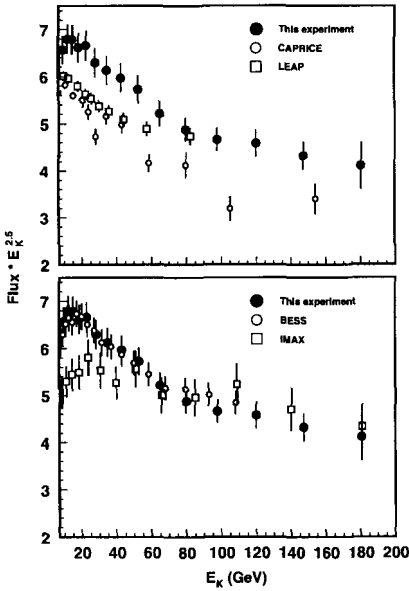 7
6
5
4
3
2
This experiment
CAPRICE
LEAP
Flux * E_K^2.5
7
6
5
4
3
2
This experiment
BESS
IMAX
20 40 60 80 100 120 140 160 180 200
E_K (GeV)